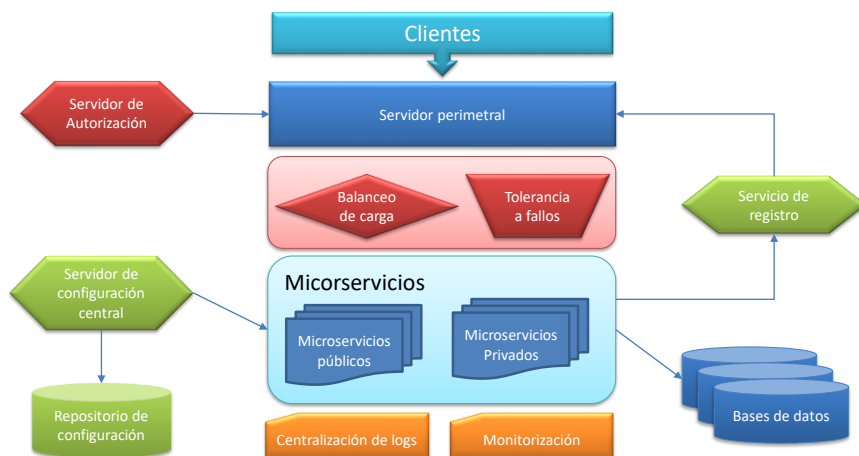 Clientes
Servidor de
Autorización
Servidor perimetral
Balanceo
de carga
Tolerancia
a fallos
Servicio de
registro
Servidor de
configuración
central
Micorservicios
Microservicios
públicos
Microservicios
Privados
Repositorio de
configuración
Bases de datos
Centralización de logs
Monitorización